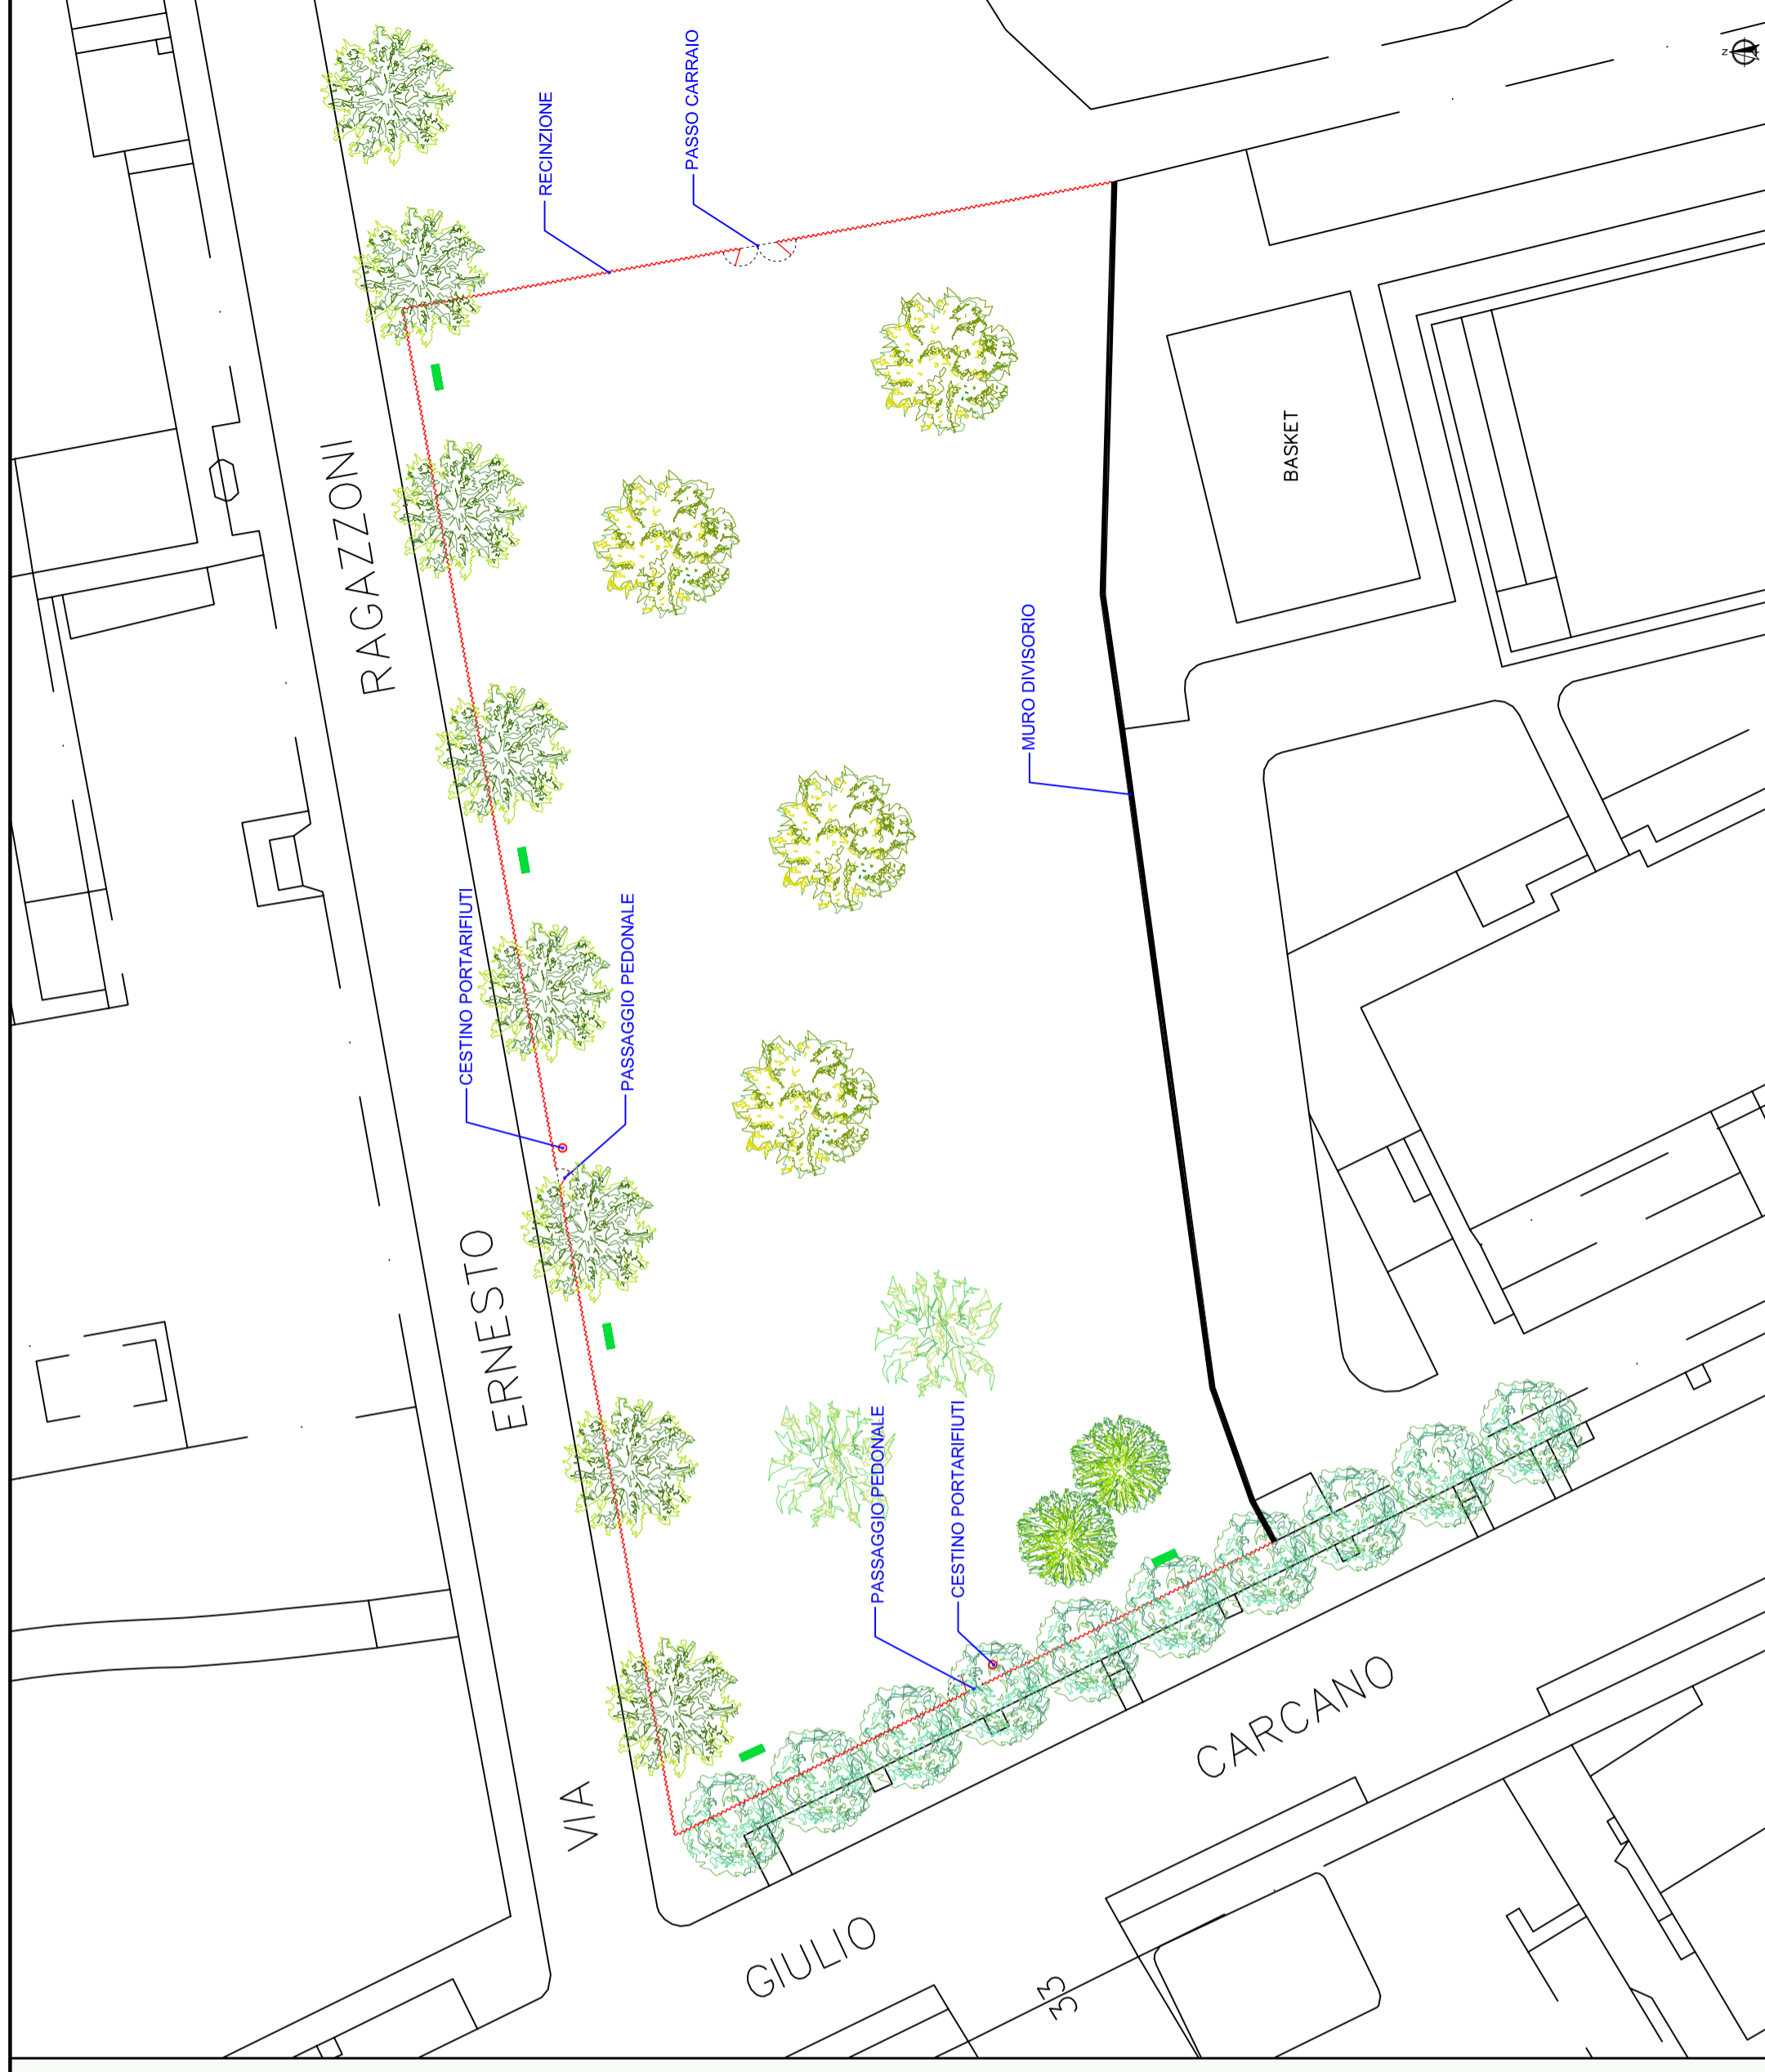 RECINZIONE
PASSO CARRAIO
RAGAZZONI
BASKET
MURO DIVISORIO
CESTINO PORTARIFIUTI
PASSAGGIO PEDONALE
ERNESTO
PASSAGGIO PEDONALE
CESTINO PORTARIFIUTI
VIA
CARCANO
GIULIO
33
Z